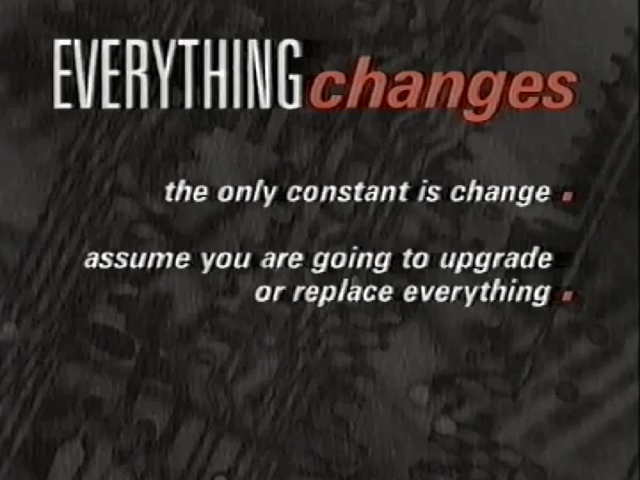 EVERYTHING changes
the only constant is change
assume you are going to upgrade
or replace everything